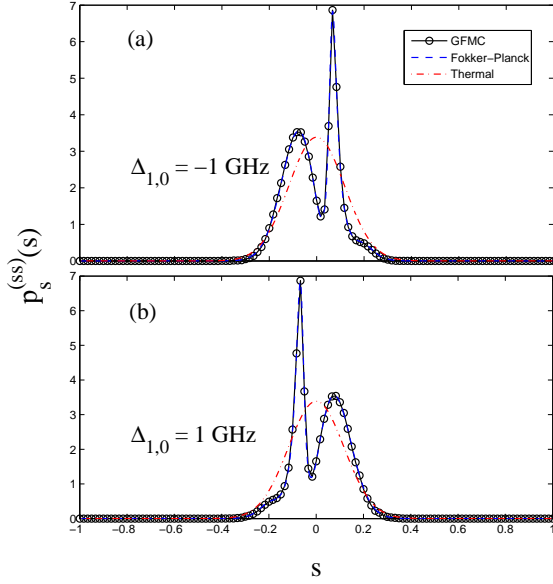 7
(a)
GFMC
Fokker−Planck
Thermal
6
5
4
3
Δ1,0 = −1 GHz
2
1
0
ps(ss)(s)
7
(b)
6
5
4
3
Δ1,0 = 1 GHz
2
1
0
−1 −0.8 −0.6 −0.4 −0.2 0 0.2 0.4 0.6 0.8 1
s